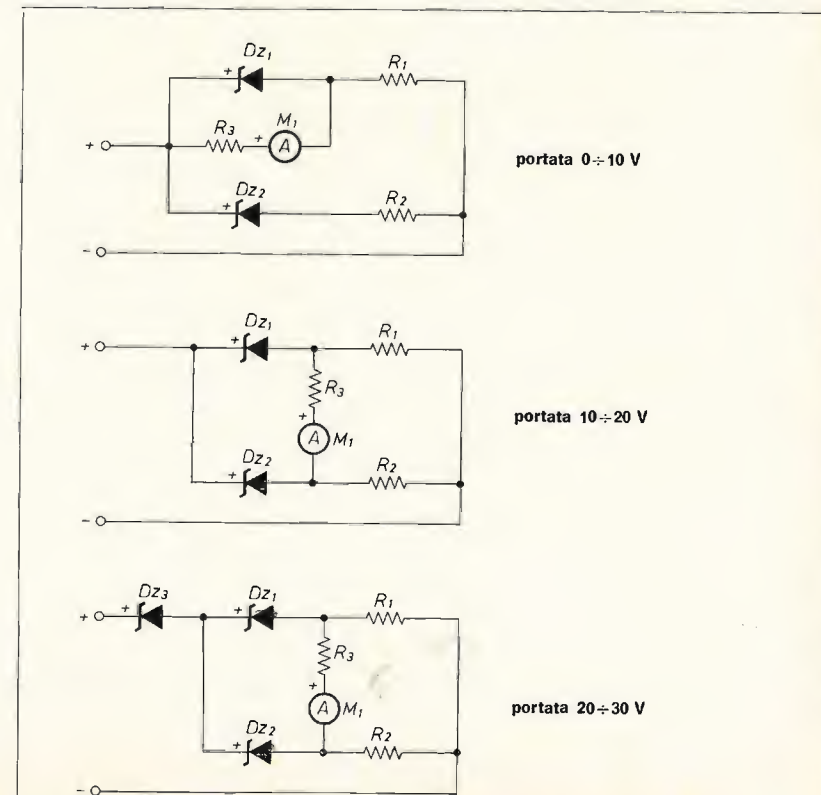 Dz1
R1
R3
+
M1
A
portata 0÷10 V
+
Dz2
R2
-
Dz1
R1
+
R3
+
A
M1
portata 10÷20 V
Dz2
R2
+
-
Dz3
Dz1
R1
+
+
+
R3
+
A
M1
portata 20÷30 V
Dz2
R2
+
-